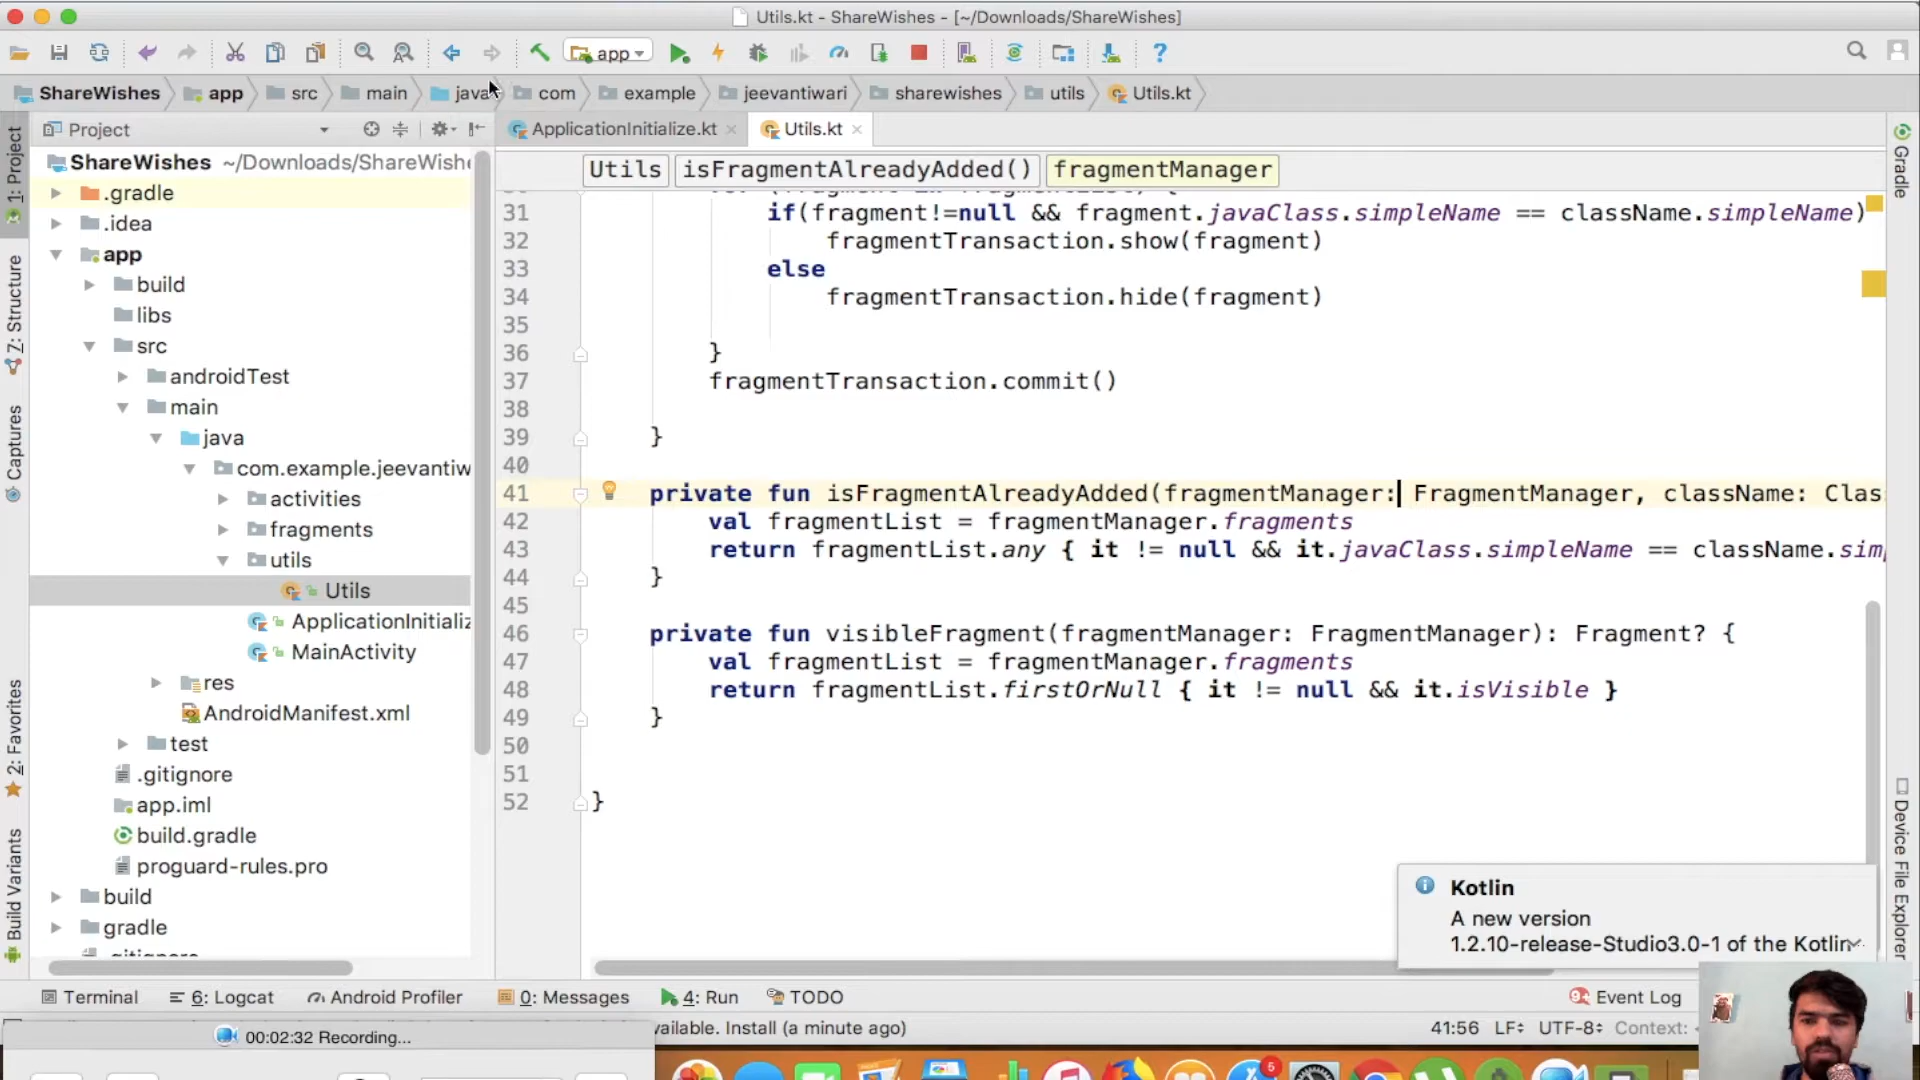 Utils.kt - ShareWishes - [~/Downloads/ShareWishes]
app
ShareWishes app src main java com example jeevantiwari sharewishes utils Utils.kt
Project
ApplicationInitialize.kt
Utils.kt
Utils isFragmentAlreadyAdded() fragmentManager
1: Project
7: Structure
Captures
2: Favorites
Build Variants
ShareWishes ~/Downloads/ShareWishe
.gradle
.idea
app
build
libs
src
androidTest
main
java
com.example.jeevantiw
activities
fragments
utils
Utils
ApplicationInitializ
MainActivity
res
AndroidManifest.xml
test
.gitignore
app.iml
build.gradle
proguard-rules.pro
build
gradle
.gitignore
31 if(fragment!=null && fragment.javaClass.simpleName == className.simpleName)
32 fragmentTransaction.show(fragment)
33 else
34 fragmentTransaction.hide(fragment)
35
36 }
37 fragmentTransaction.commit()
38
39 }
40
41 private fun isFragmentAlreadyAdded(fragmentManager: FragmentManager, className: Clas
42 val fragmentList = fragmentManager.fragments
43 return fragmentList.any { it != null && it.javaClass.simpleName == className.sim
44 }
45
46 private fun visibleFragment(fragmentManager: FragmentManager): Fragment? {
47 val fragmentList = fragmentManager.fragments
48 return fragmentList.firstOrNull { it != null && it.isVisible }
49 }
50
51
52 }
Gradle
Device File Explorer
Kotlin
A new version
1.2.10-release-Studio3.0-1 of the Kotlin
Terminal 6: Logcat Android Profiler 0: Messages 4: Run TODO Event Log
vailable. Install (a minute ago) 41:56 LF UTF-8 Context:
00:02:32 Recording...
5